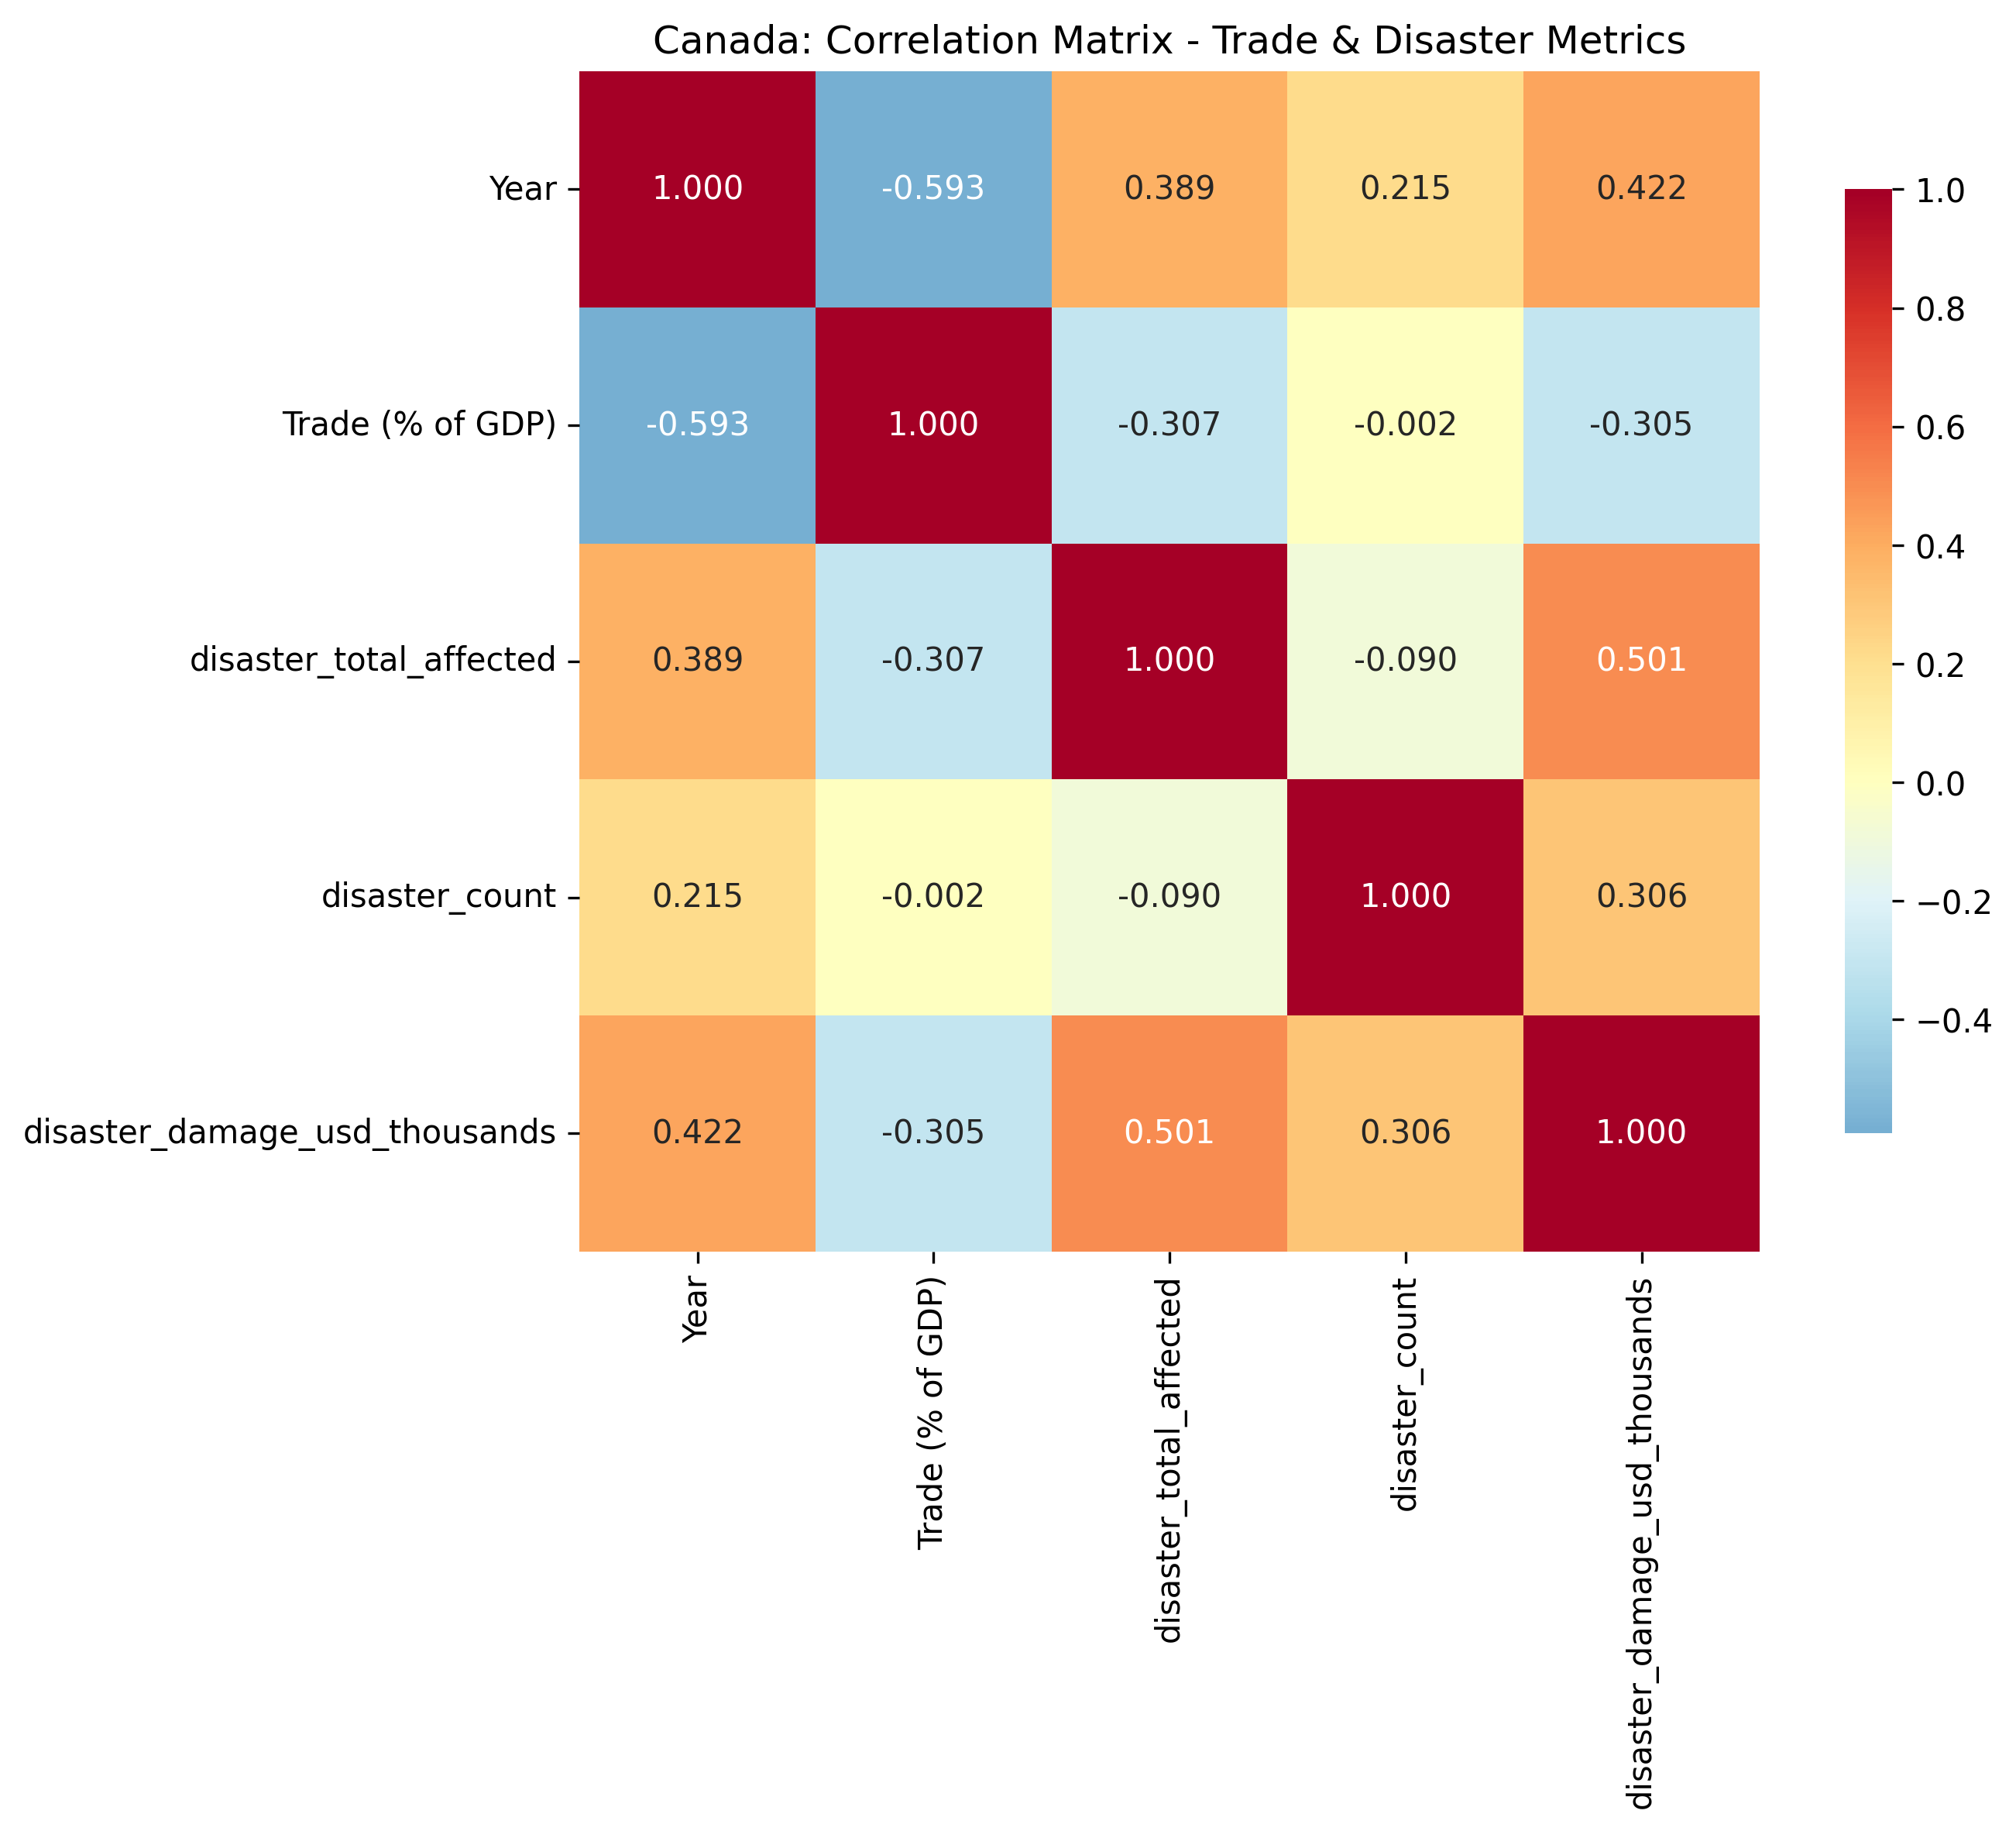 Canada: Correlation Matrix - Trade & Disaster Metrics
Year
1.000 -0.593 0.389 0.215 0.422
Trade (% of GDP)
-0.593 1.000 -0.307 -0.002 -0.305
disaster_total_affected
0.389 -0.307 1.000 -0.090 0.501
disaster_count
0.215 -0.002 -0.090 1.000 0.306
disaster_damage_usd_thousands
0.422 -0.305 0.501 0.306 1.000
Year
Trade (% of GDP)
disaster_total_affected
disaster_count
disaster_damage_usd_thousands
1.0
0.8
0.6
0.4
0.2
0.0
−0.2
−0.4